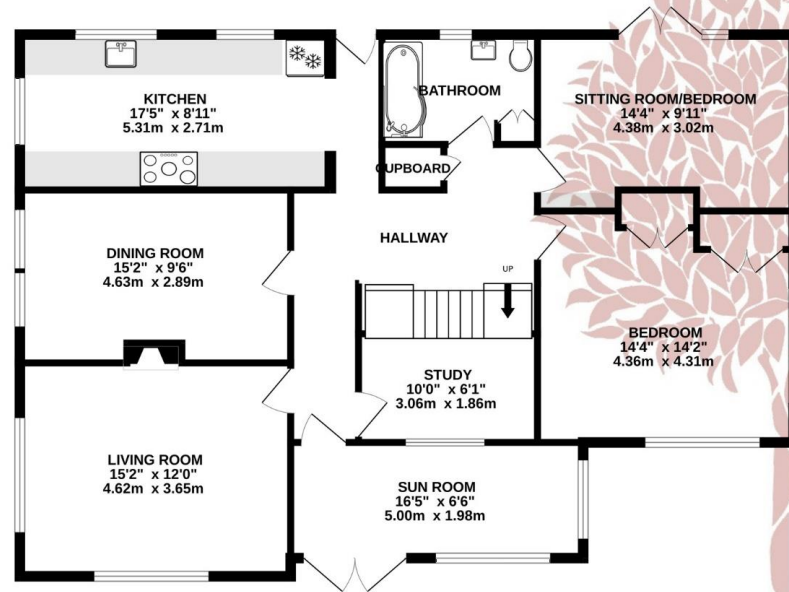 KITCHEN
17'5" x 8'11"
5.31m x 2.71m
BATHROOM
SITTING ROOM/BEDROOM
14'4" x 9'11"
4.38m x 3.02m
CUPBOARD
HALLWAY
UP
DINING ROOM
15'2" x 9'6"
4.63m x 2.89m
BEDROOM
14'4" x 14'2"
4.36m x 4.31m
STUDY
10'0" x 6'1"
3.06m x 1.86m
LIVING ROOM
15'2" x 12'0"
4.62m x 3.65m
SUN ROOM
16'5" x 6'6"
5.00m x 1.98m